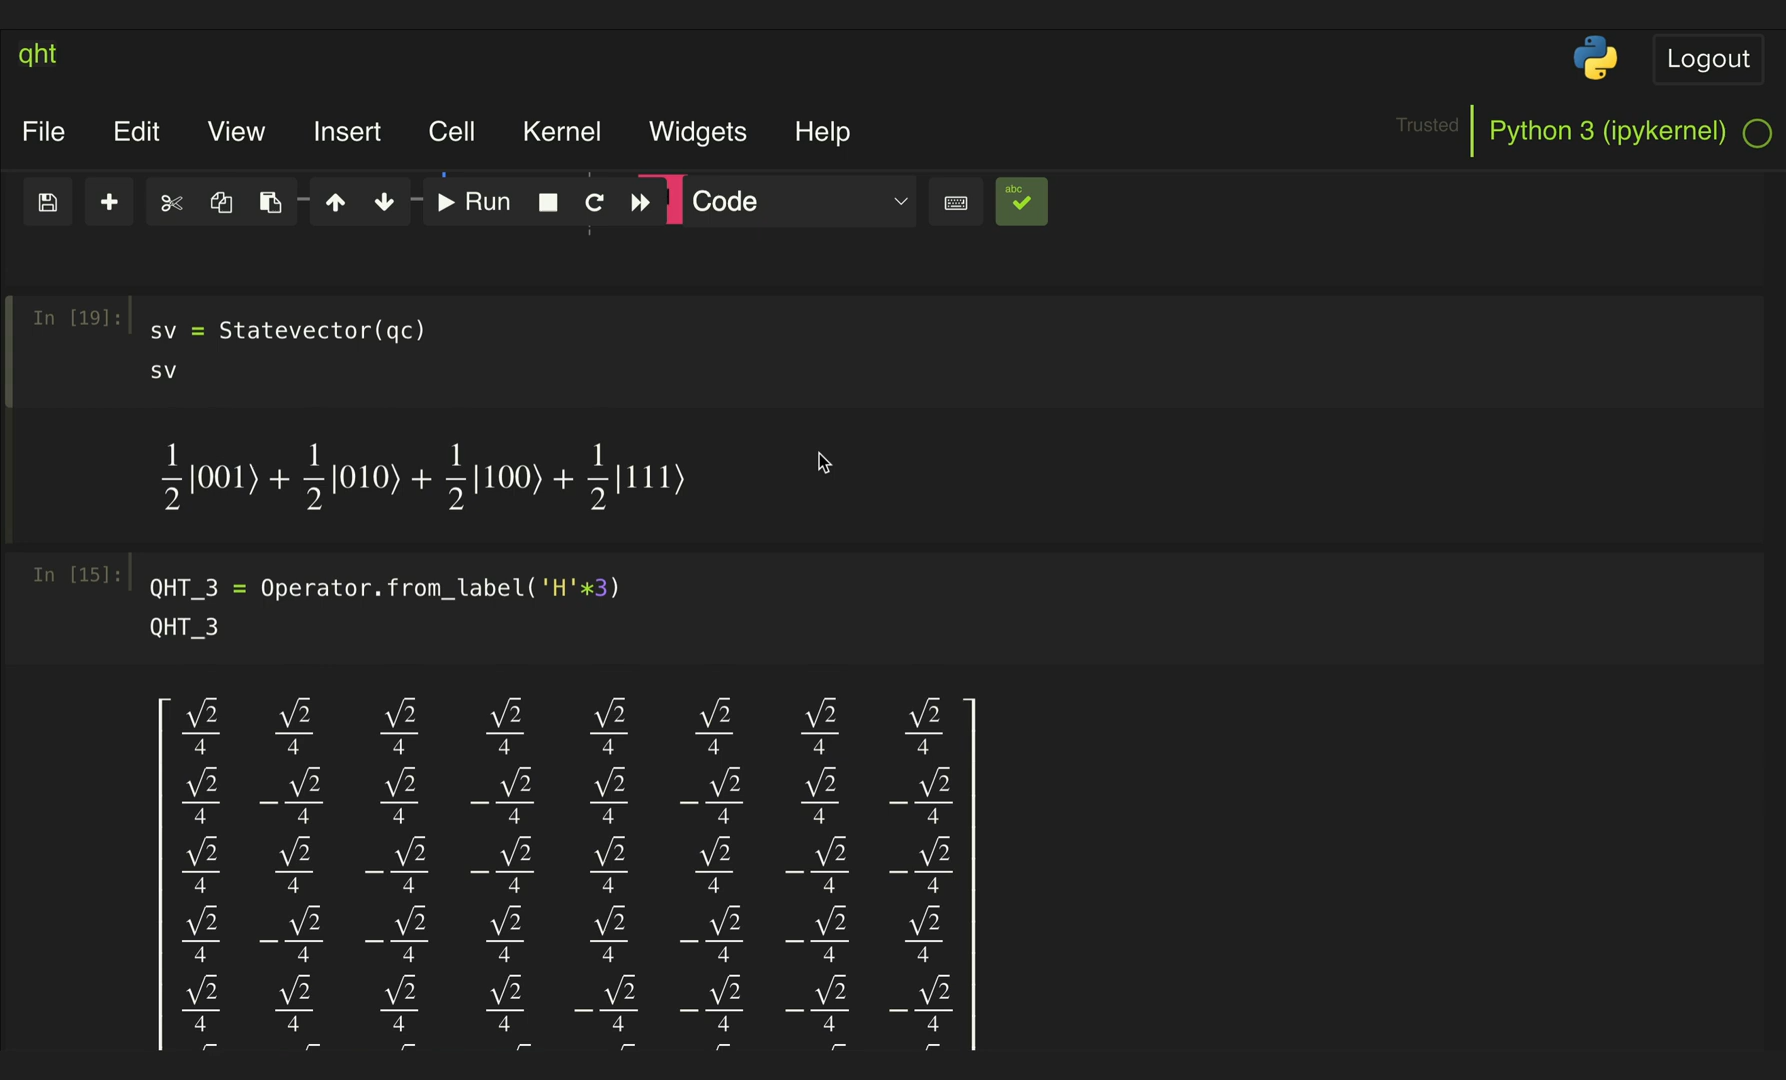 qht
Logout
File Edit View Insert Cell Kernel Widgets Help
Trusted Python 3 (ipykernel)
Run Code abc
In [19]: sv = Statevector(qc)
sv
1/2|001⟩ + 1/2|010⟩ + 1/2|100⟩ + 1/2|111⟩
In [15]: QHT_3 = Operator.from_label('H'*3)
QHT_3
√2/4 √2/4 √2/4 √2/4 √2/4 √2/4 √2/4 √2/4
√2/4 −√2/4 √2/4 −√2/4 √2/4 −√2/4 √2/4 −√2/4
√2/4 √2/4 −√2/4 −√2/4 √2/4 √2/4 −√2/4 −√2/4
√2/4 −√2/4 −√2/4 √2/4 √2/4 −√2/4 −√2/4 √2/4
√2/4 √2/4 √2/4 √2/4 −√2/4 −√2/4 −√2/4 −√2/4